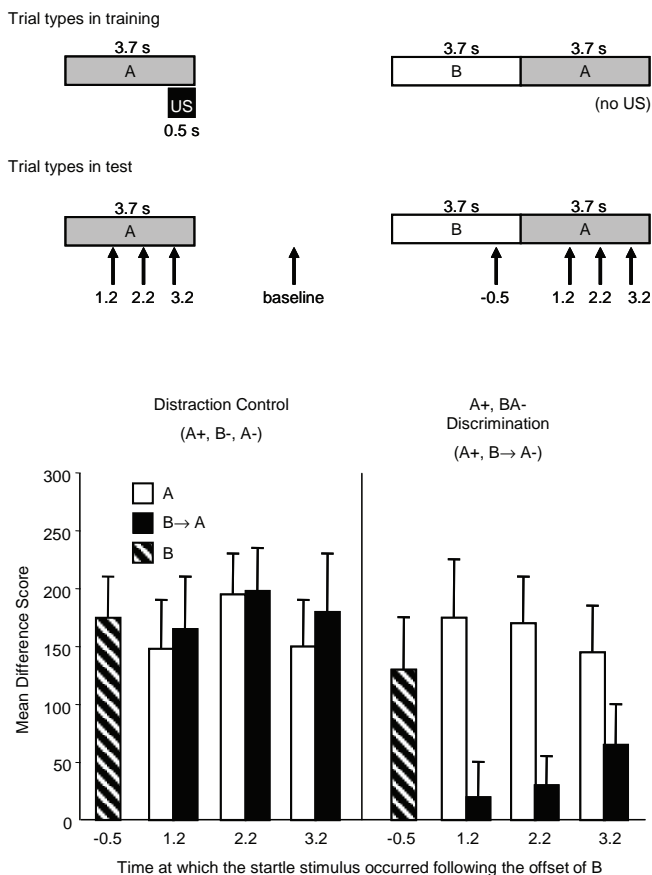 Trial types in training
3.7 s
A
US
0.5 s
3.7 s 3.7 s
B A
(no US)
Trial types in test
3.7 s
A
1.2 2.2 3.2
baseline
3.7 s 3.7 s
B A
-0.5 1.2 2.2 3.2
Distraction Control
(A+, B-, A-)
A+, BA-
Discrimination
(A+, B→ A-)
Mean Difference Score
300
250
200
150
100
50
0
A
B→ A
B
-0.5 1.2 2.2 3.2 -0.5 1.2 2.2 3.2
Time at which the startle stimulus occurred following the offset of B